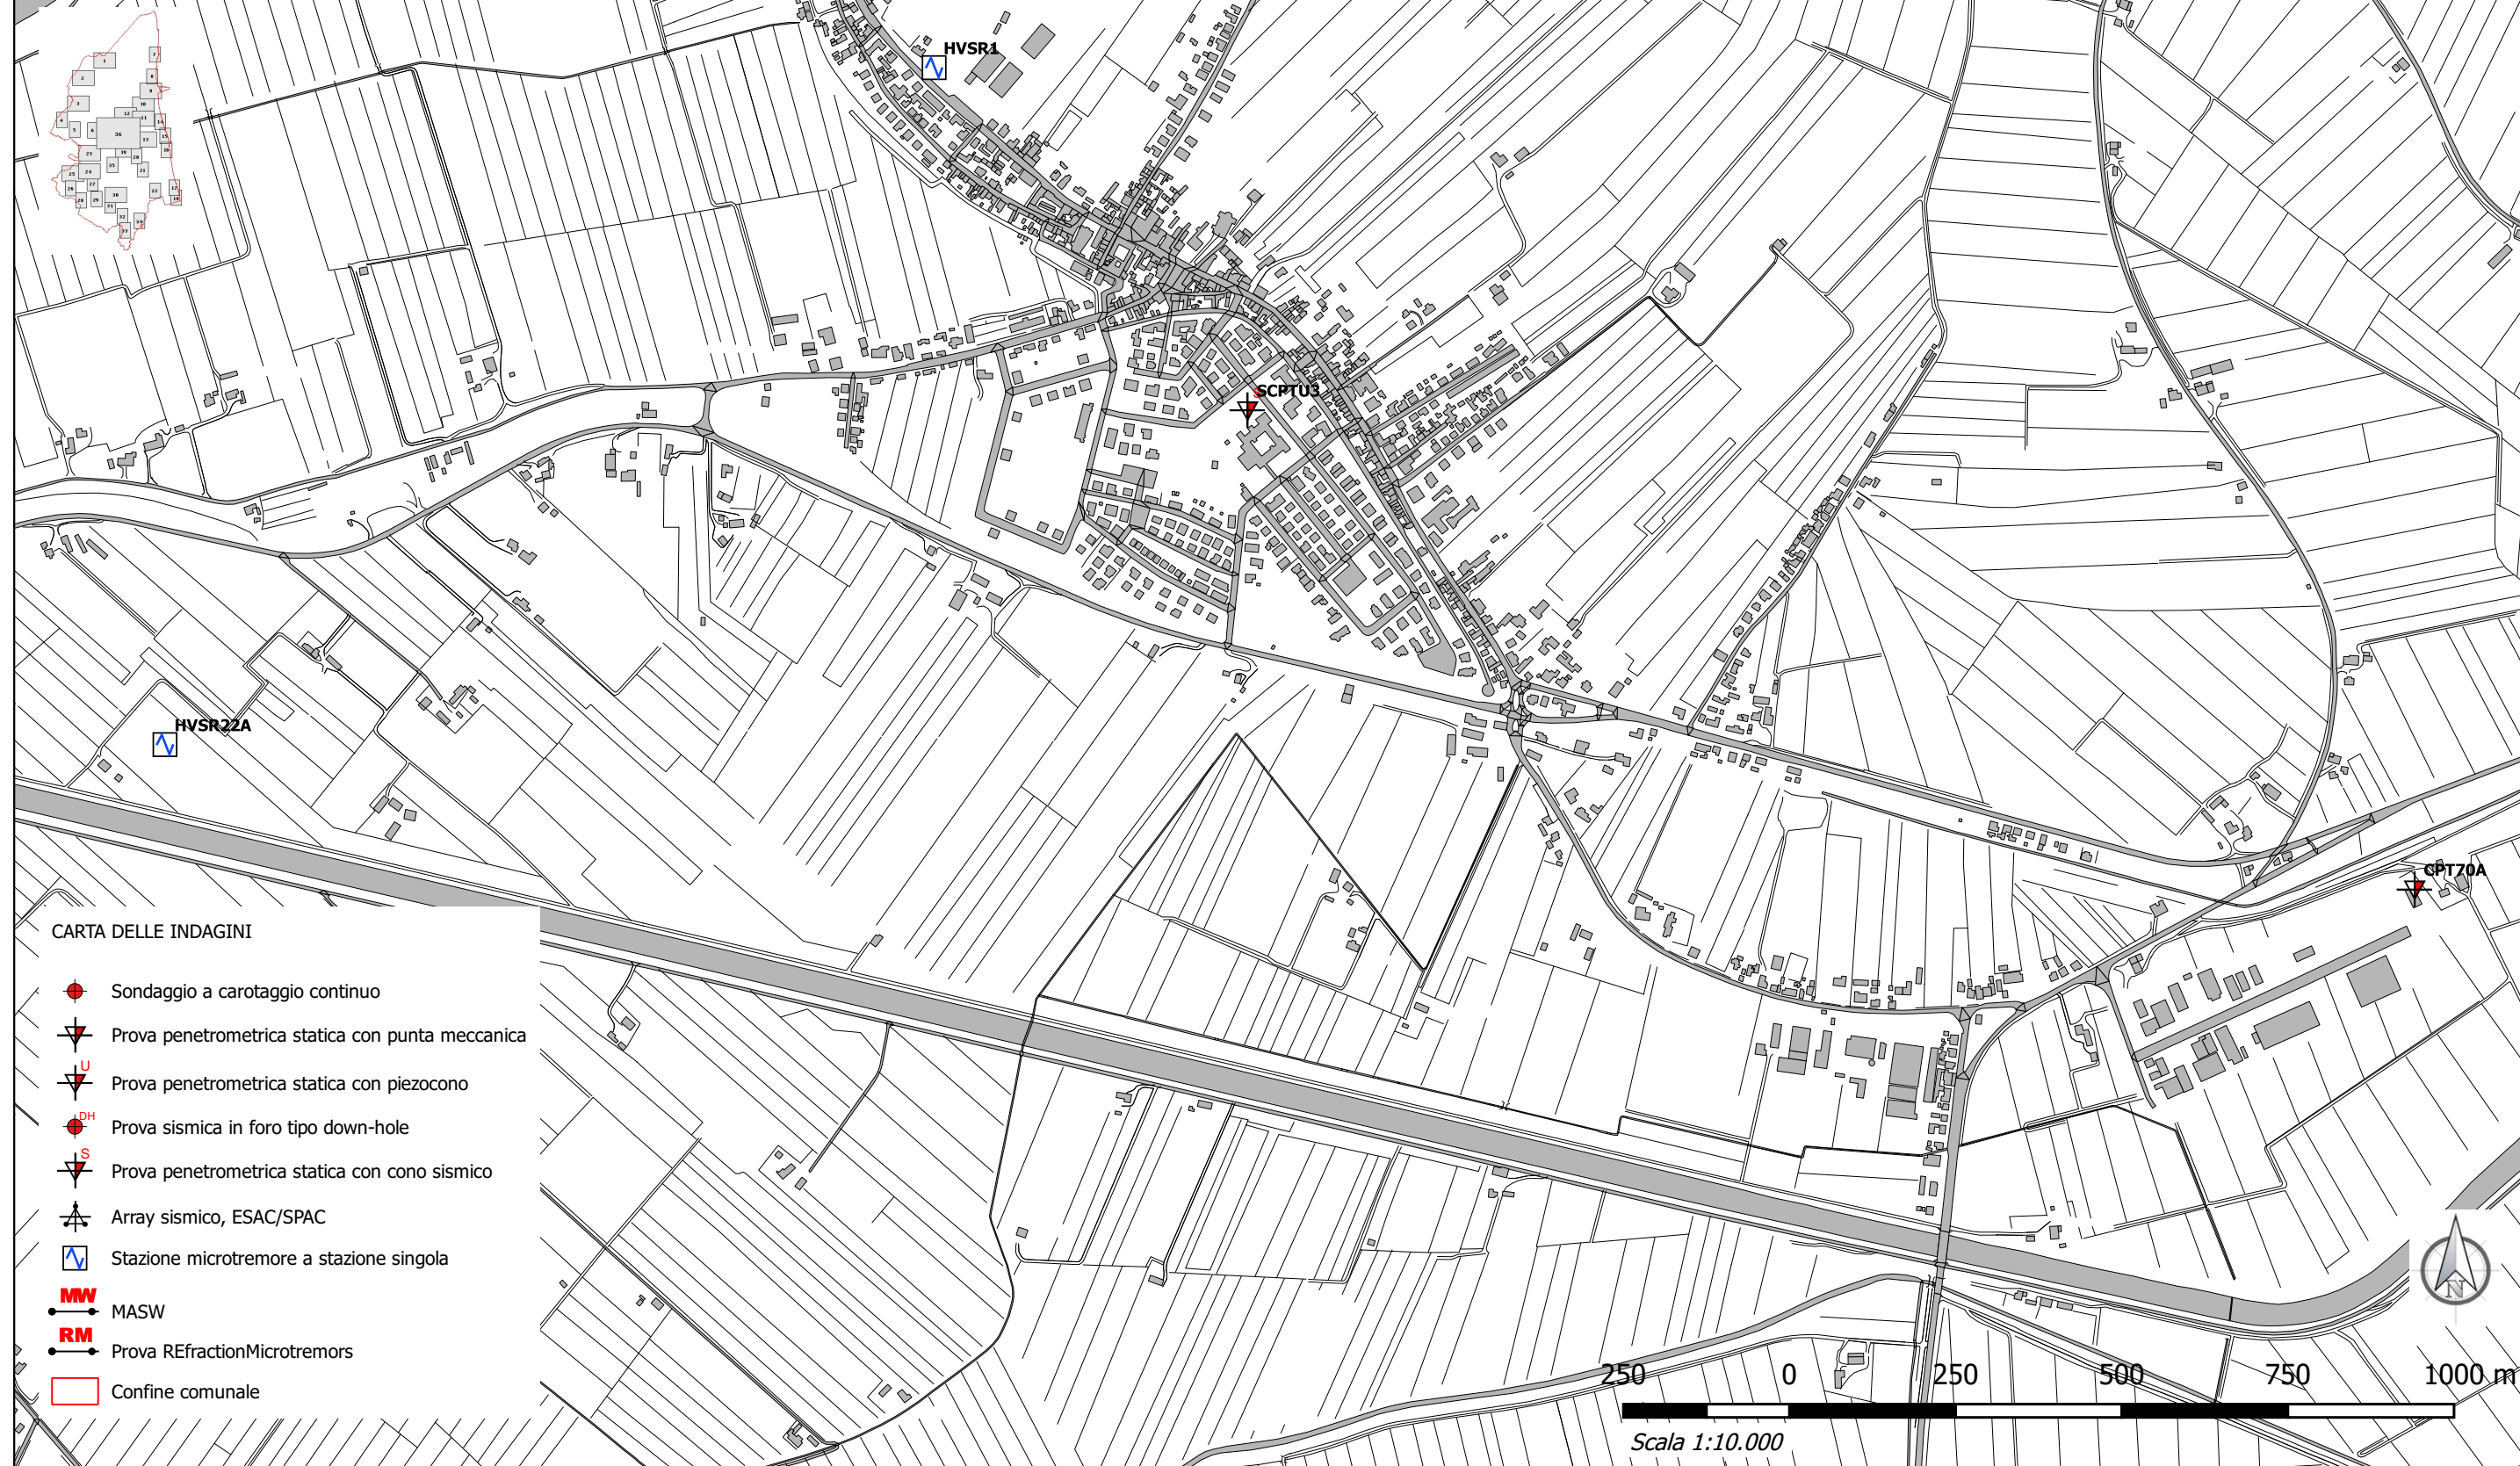 HVSR1
SCPTU3
HVSR22A
CPT70A
CARTA DELLE INDAGINI
Sondaggio a carotaggio continuo
Prova penetrometrica statica con punta meccanica
U
Prova penetrometrica statica con piezocono
DH
Prova sismica in foro tipo down-hole
S
Prova penetrometrica statica con cono sismico
Array sismico, ESAC/SPAC
Stazione microtremore a stazione singola
MW
MASW
RM
Prova REfractionMicrotremors
Confine comunale
N
250 0 250 500 750 1000 m
Scala 1:10.000